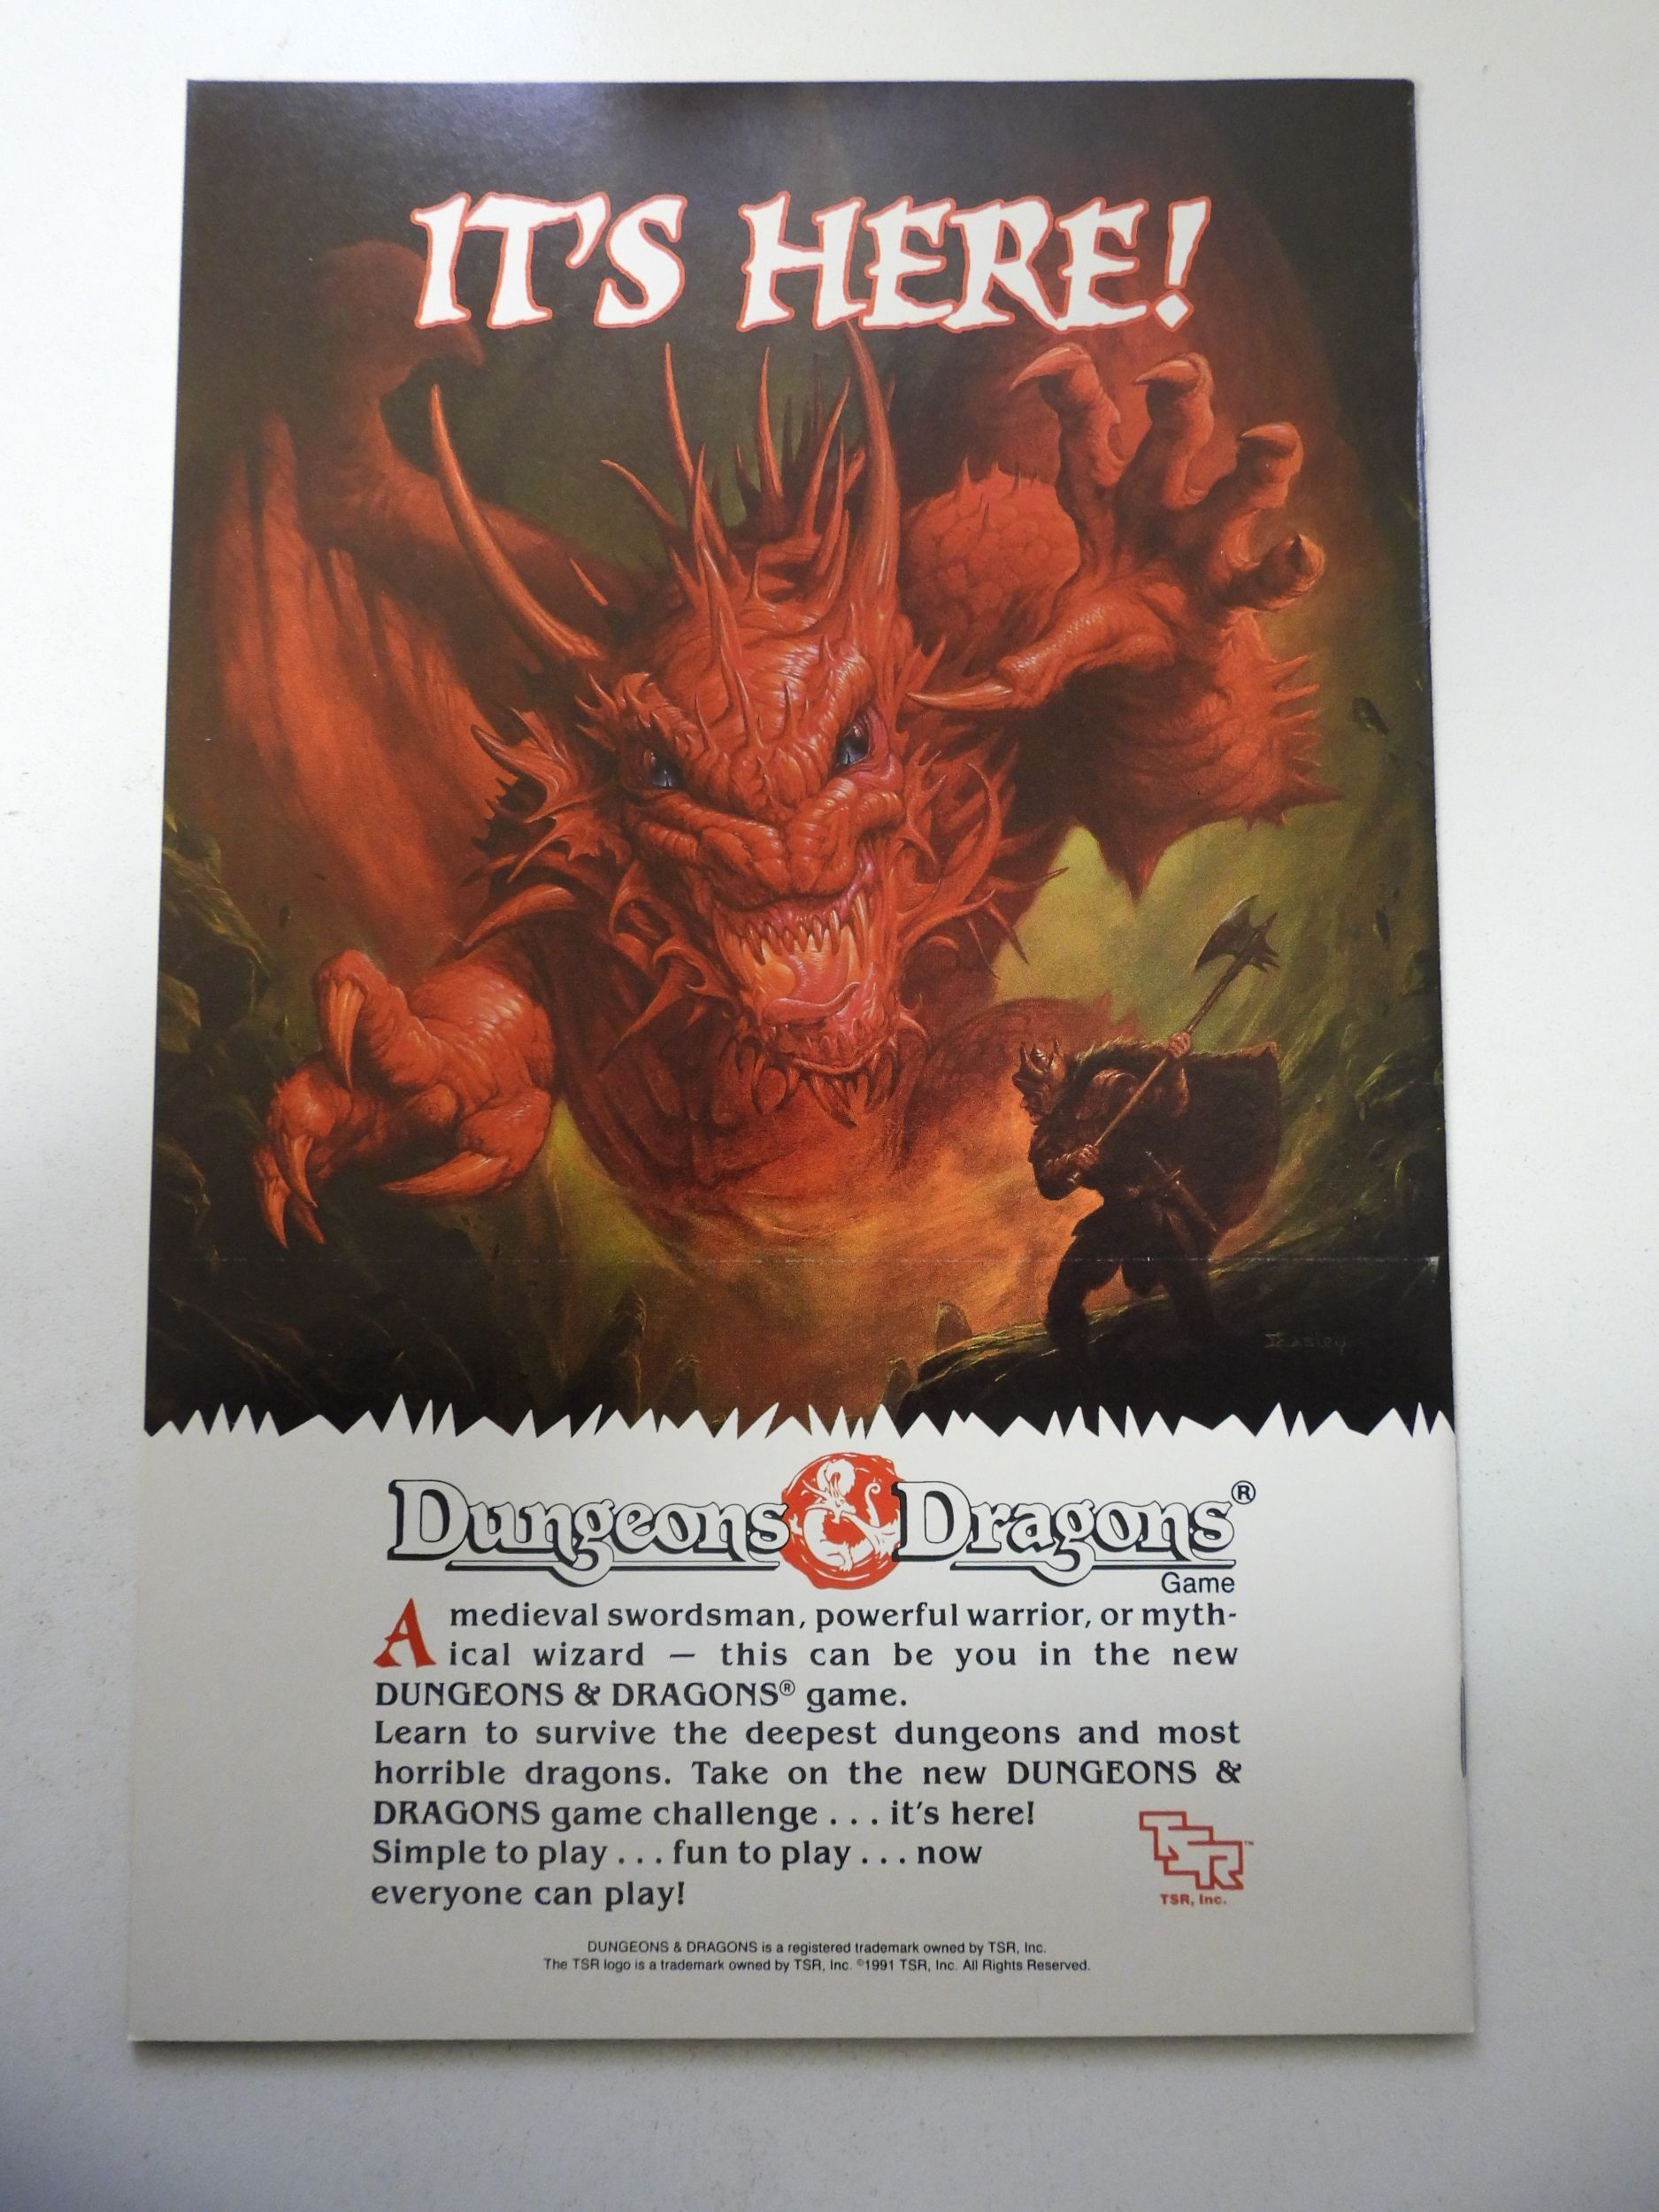 IT'S HERE!
Easley
Dungeons & Dragons®
Game
A medieval swordsman, powerful warrior, or myth-
ical wizard — this can be you in the new
DUNGEONS & DRAGONS® game.
Learn to survive the deepest dungeons and most
horrible dragons. Take on the new DUNGEONS &
DRAGONS game challenge . . . it's here!
Simple to play . . . fun to play . . . now
everyone can play!
TSR™
TSR, Inc.
DUNGEONS & DRAGONS is a registered trademark owned by TSR, Inc.
The TSR logo is a trademark owned by TSR, Inc. ©1991 TSR, Inc. All Rights Reserved.